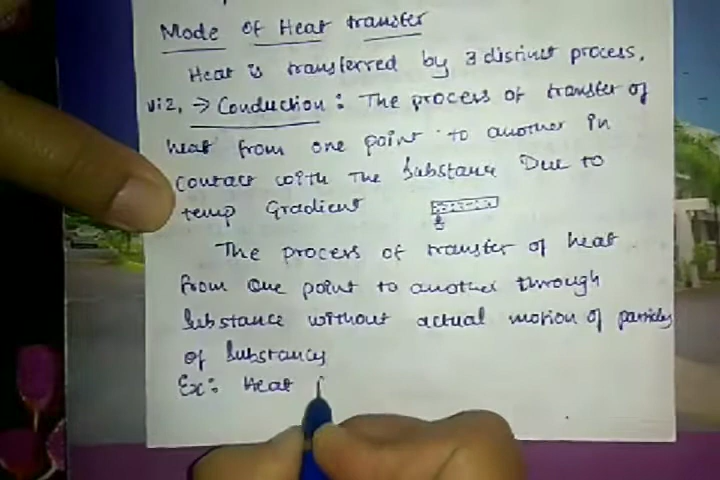 Mode of Heat transfer
Heat is transferred by 3 distinct process.
viz, → Conduction : The process of transfer of
heat from one point to another in
contact with the Substance Due to
temp Gradient
The process of transfer of heat
from one point to another through
Substance without actual motion of particles
of Substances
Ex: Heat